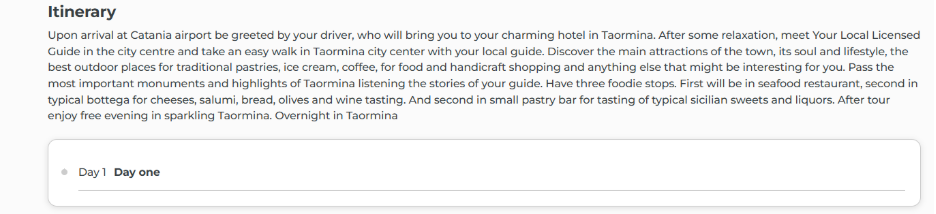 Itinerary
Upon arrival at Catania airport be greeted by your driver, who will bring you to your charming hotel in Taormina. After some relaxation, meet Your Local Licensed
Guide in the city centre and take an easy walk in Taormina city center with your local guide. Discover the main attractions of the town, its soul and lifestyle, the
best outdoor places for traditional pastries, ice cream, coffee, for food and handicraft shopping and anything else that might be interesting for you. Pass the
most important monuments and highlights of Taormina listening the stories of your guide. Have three foodie stops. First will be in seafood restaurant, second in
typical bottega for cheeses, salumi, bread, olives and wine tasting. And second in small pastry bar for tasting of typical sicilian sweets and liquors. After tour
enjoy free evening in sparkling Taormina. Overnight in Taormina
Day 1 Day one